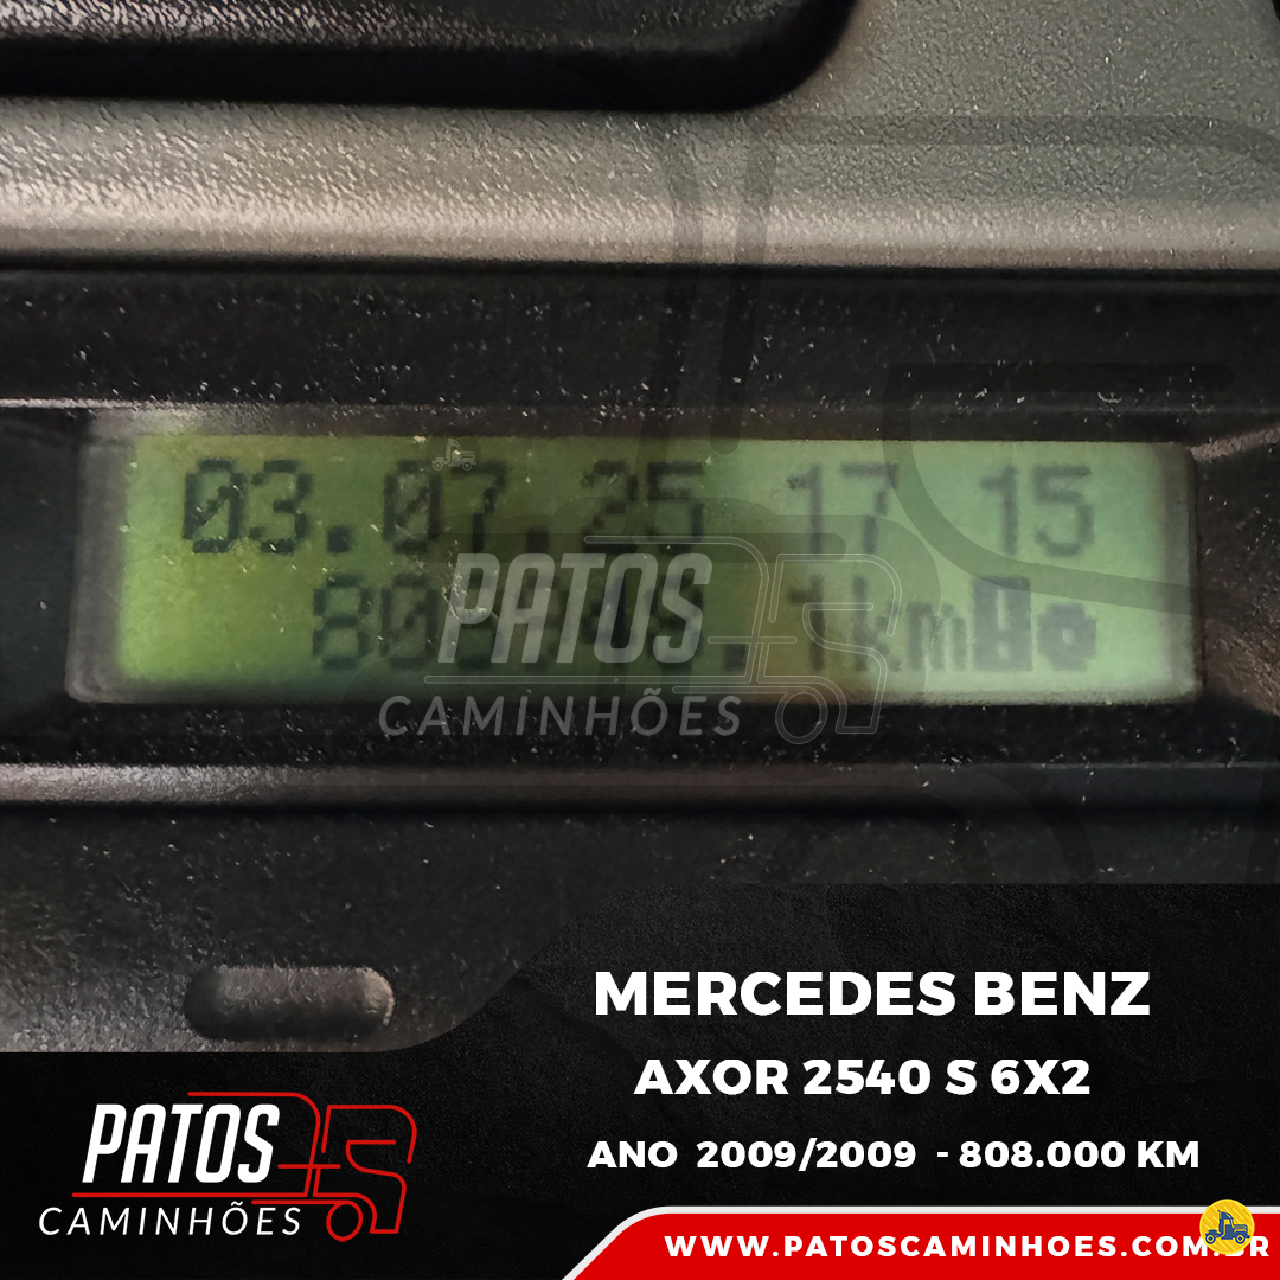 03.07.25 17 15
km
PATOS
CAMINHÕES
MERCEDES BENZ
AXOR 2540 S 6X2
ANO 2009/2009 - 808.000 KM
PATOS
CAMINHÕES
WWW.PATOSCAMINHOES.COM.BR